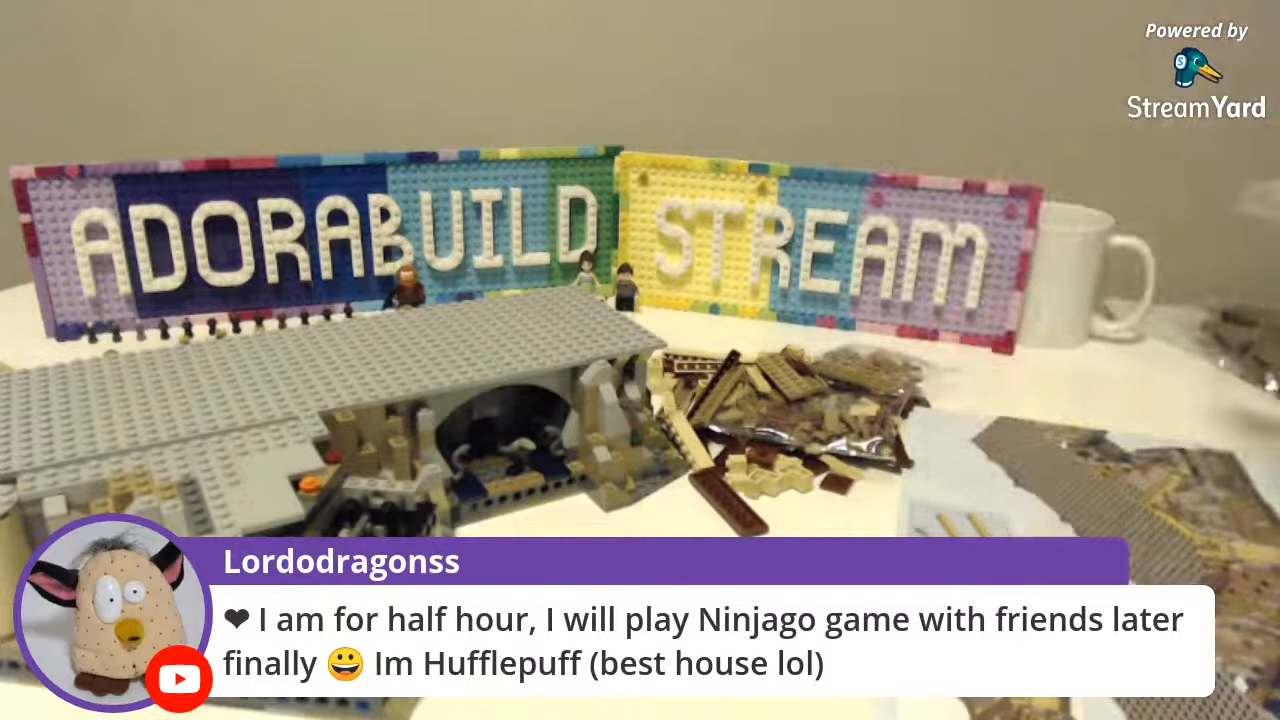 Powered by
StreamYard
ADORABUILD STREAM
Lordodragonss
❤ I am for half hour, I will play Ninjago game with friends later
finally 😀 Im Hufflepuff (best house lol)